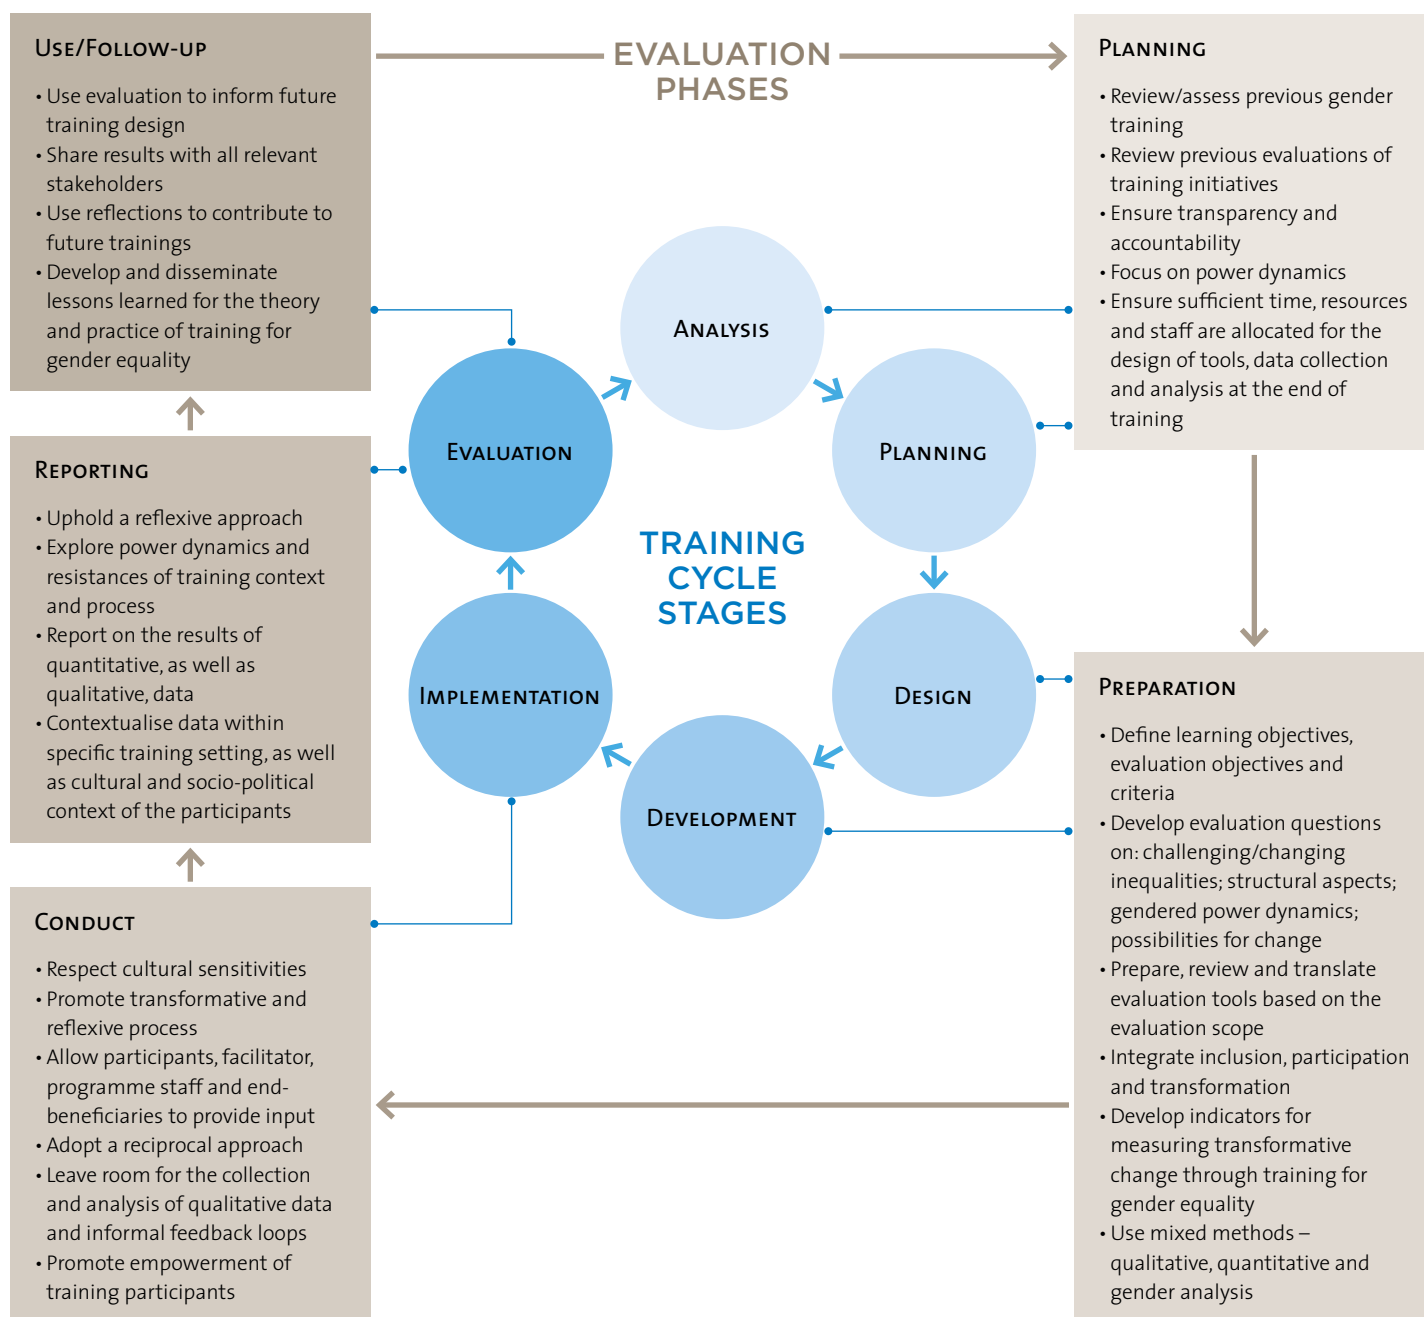 USE/FOLLOW-UP
• Use evaluation to inform future
training design
• Share results with all relevant
stakeholders
• Use reflections to contribute to
future trainings
• Develop and disseminate
lessons learned for the theory
and practice of training for
gender equality
EVALUATION
PHASES
PLANNING
• Review/assess previous gender
training
• Review previous evaluations of
training initiatives
• Ensure transparency and
accountability
• Focus on power dynamics
• Ensure sufficient time, resources
and staff are allocated for the
design of tools, data collection
and analysis at the end of
training
ANALYSIS
EVALUATION
PLANNING
TRAINING
CYCLE
STAGES
IMPLEMENTATION
DESIGN
DEVELOPMENT
REPORTING
• Uphold a reflexive approach
• Explore power dynamics and
resistances of training context
and process
• Report on the results of
quantitative, as well as
qualitative, data
• Contextualise data within
specific training setting, as well
as cultural and socio-political
context of the participants
PREPARATION
• Define learning objectives,
evaluation objectives and
criteria
• Develop evaluation questions
on: challenging/changing
inequalities; structural aspects;
gendered power dynamics;
possibilities for change
• Prepare, review and translate
evaluation tools based on the
evaluation scope
• Integrate inclusion, participation
and transformation
• Develop indicators for
measuring transformative
change through training for
gender equality
• Use mixed methods –
qualitative, quantitative and
gender analysis
CONDUCT
• Respect cultural sensitivities
• Promote transformative and
reflexive process
• Allow participants, facilitator,
programme staff and end-
beneficiaries to provide input
• Adopt a reciprocal approach
• Leave room for the collection
and analysis of qualitative data
and informal feedback loops
• Promote empowerment of
training participants